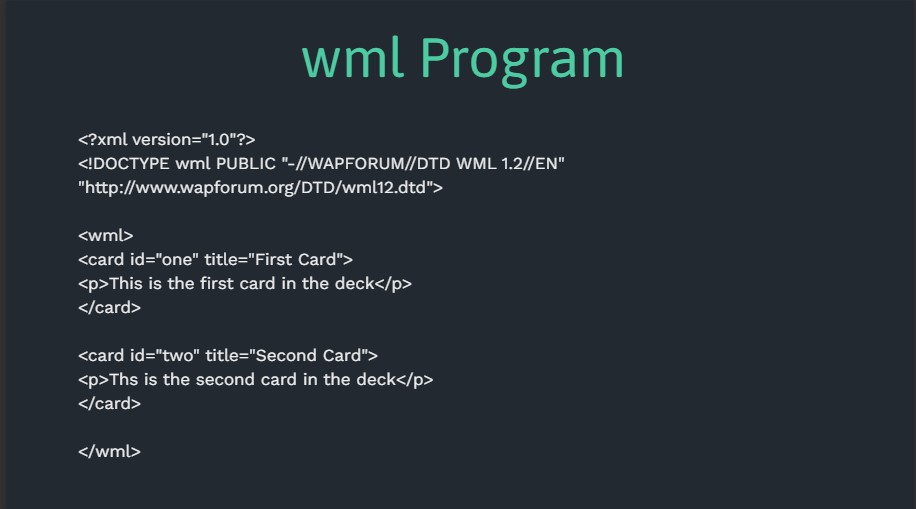 wml Program
<?xml version="1.0"?>
<!DOCTYPE wml PUBLIC "-//WAPFORUM//DTD WML 1.2//EN"
"http://www.wapforum.org/DTD/wml12.dtd">
<wml>
<card id="one" title="First Card">
<p>This is the first card in the deck</p>
</card>
<card id="two" title="Second Card">
<p>Ths is the second card in the deck</p>
</card>
</wml>